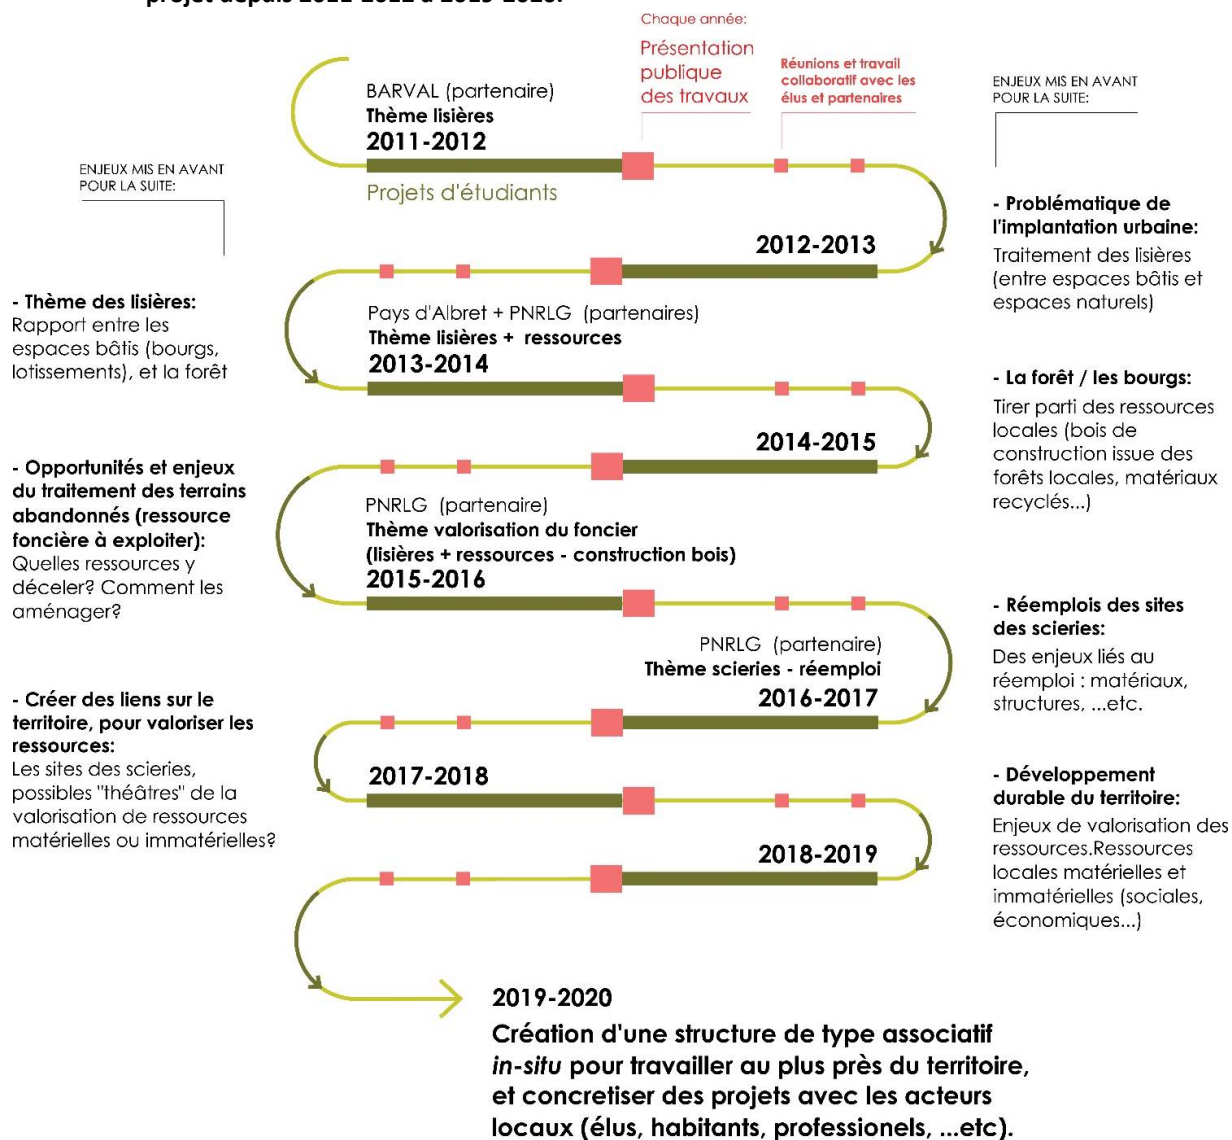 projet depuis 2011-2012 à 2019-2020.
Chaque année:
Présentation
publique
des travaux
Réunions et travail
collaboratif avec les
élus et partenaires
ENJEUX MIS EN AVANT
POUR LA SUITE:
BARVAL (partenaire)
Thème lisières
2011-2012
Projets d'étudiants
ENJEUX MIS EN AVANT
POUR LA SUITE:
- Problématique de
l'implantation urbaine:
Traitement des lisières
(entre espaces bâtis et
espaces naturels)
2012-2013
- Thème des lisières:
Rapport entre les
espaces bâtis (bourgs,
lotissements), et la forêt
Pays d'Albret + PNRLG (partenaires)
Thème lisières + ressources
2013-2014
- La forêt / les bourgs:
Tirer parti des ressources
locales (bois de
construction issue des
forêts locales, matériaux
recyclés...)
2014-2015
- Opportunités et enjeux
du traitement des terrains
abandonnés (ressource
foncière à exploiter):
Quelles ressources y
déceler? Comment les
aménager?
PNRLG (partenaire)
Thème valorisation du foncier
(lisières + ressources - construction bois)
2015-2016
- Réemplois des sites
des scieries:
Des enjeux liés au
réemploi : matériaux,
structures, ...etc.
PNRLG (partenaire)
Thème scieries - réemploi
2016-2017
- Créer des liens sur le
territoire, pour valoriser les
ressources:
Les sites des scieries,
possibles "théâtres" de la
valorisation de ressources
matérielles ou immatérielles?
2017-2018
- Développement
durable du territoire:
Enjeux de valorisation des
ressources.Ressources
locales matérielles et
immatérielles (sociales,
économiques...)
2018-2019
2019-2020
Création d'une structure de type associatif
in-situ pour travailler au plus près du territoire,
et concretiser des projets avec les acteurs
locaux (élus, habitants, professionels, ...etc).